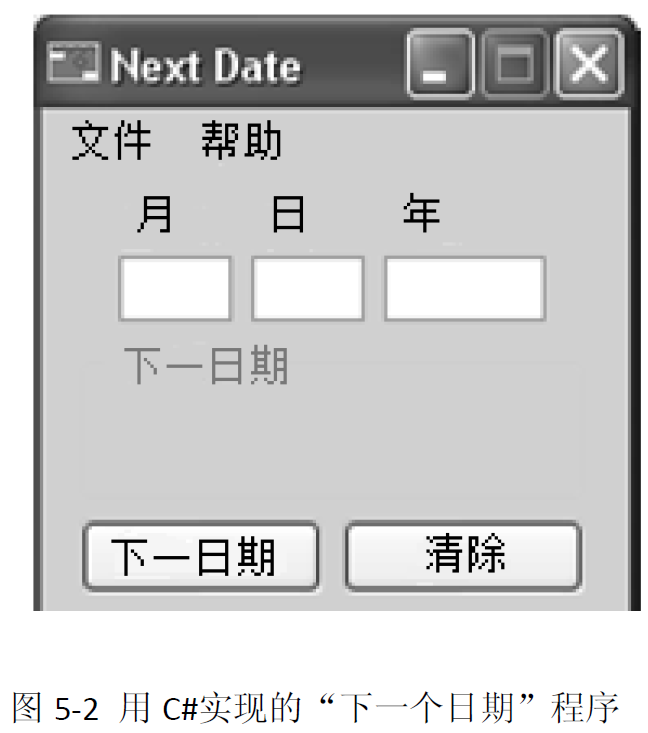 Next Date
文件 帮助
月 日 年
下一日期
下一日期 清除
图 5-2 用 C#实现的“下一个日期”程序